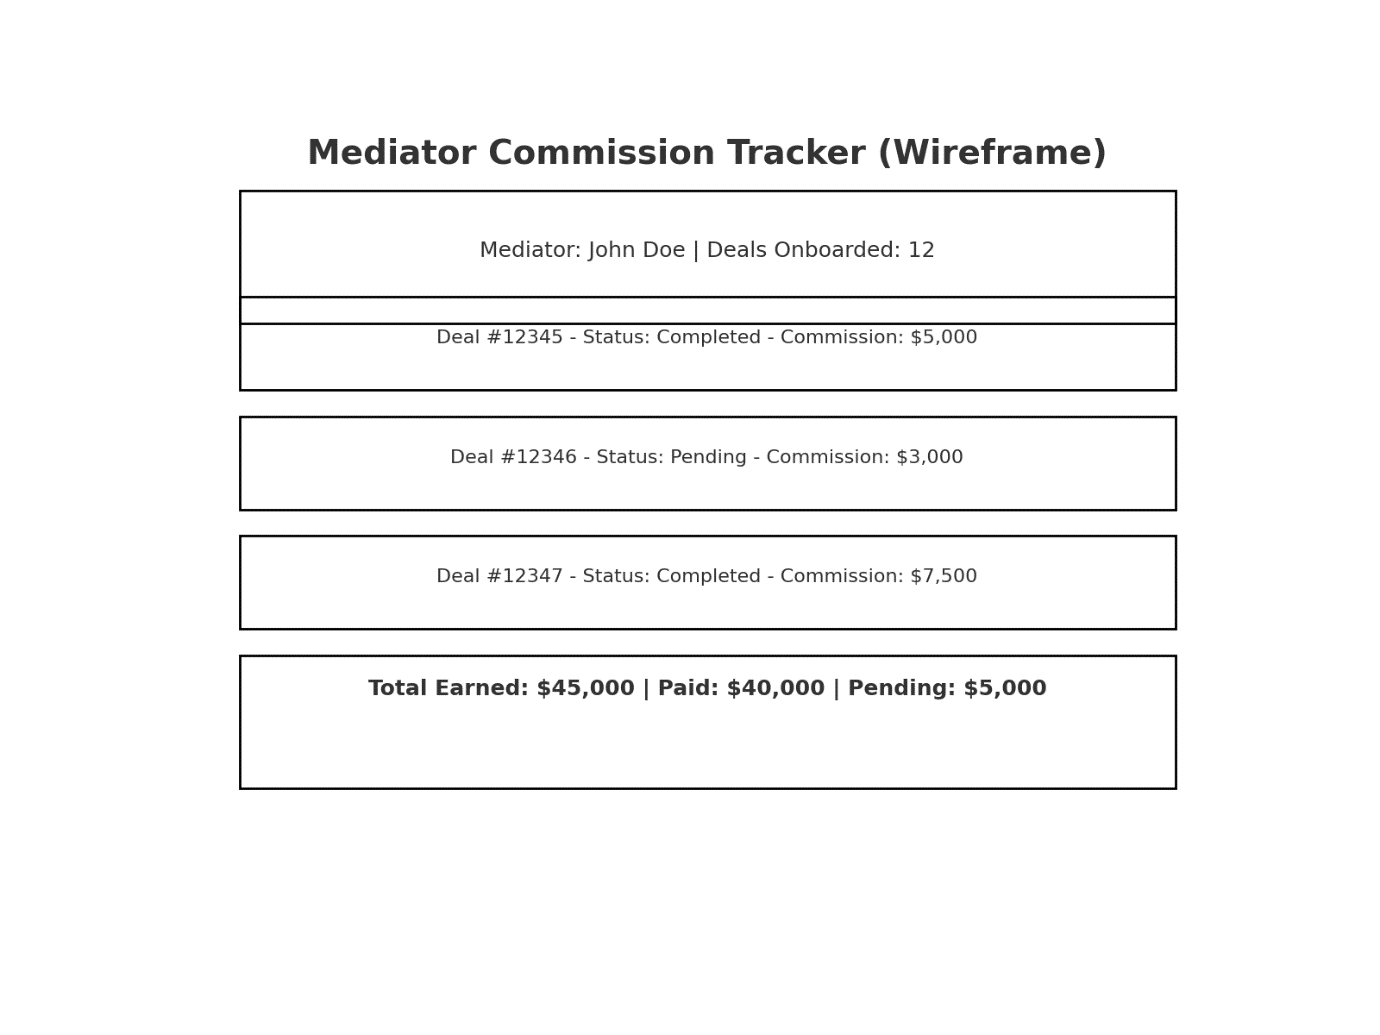 Mediator Commission Tracker (Wireframe)
Mediator: John Doe | Deals Onboarded: 12
Deal #12345 - Status: Completed - Commission: $5,000
Deal #12346 - Status: Pending - Commission: $3,000
Deal #12347 - Status: Completed - Commission: $7,500
Total Earned: $45,000 | Paid: $40,000 | Pending: $5,000